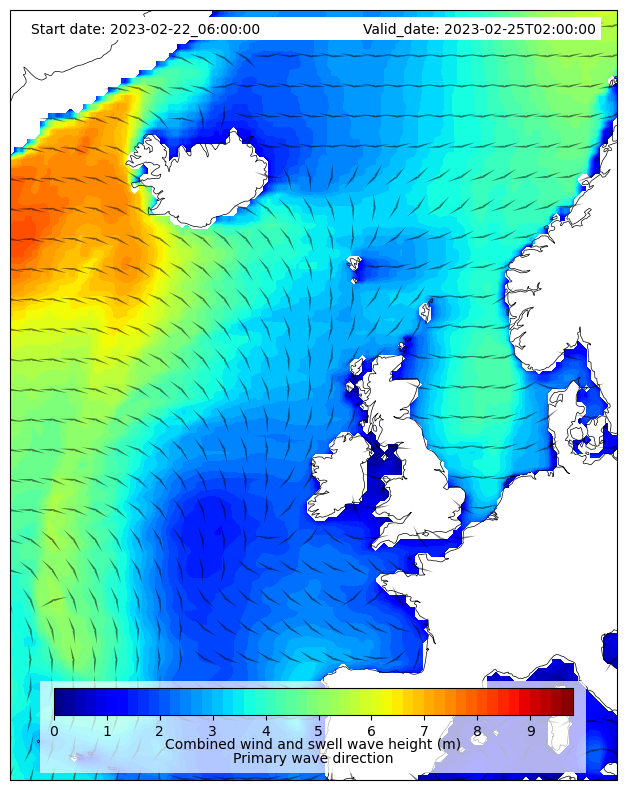 Start date: 2023-02-22_06:00:00 Valid_date: 2023-02-25T02:00:00
0 1 2 3 4 5 6 7 8 9
Combined wind and swell wave height (m)
Primary wave direction